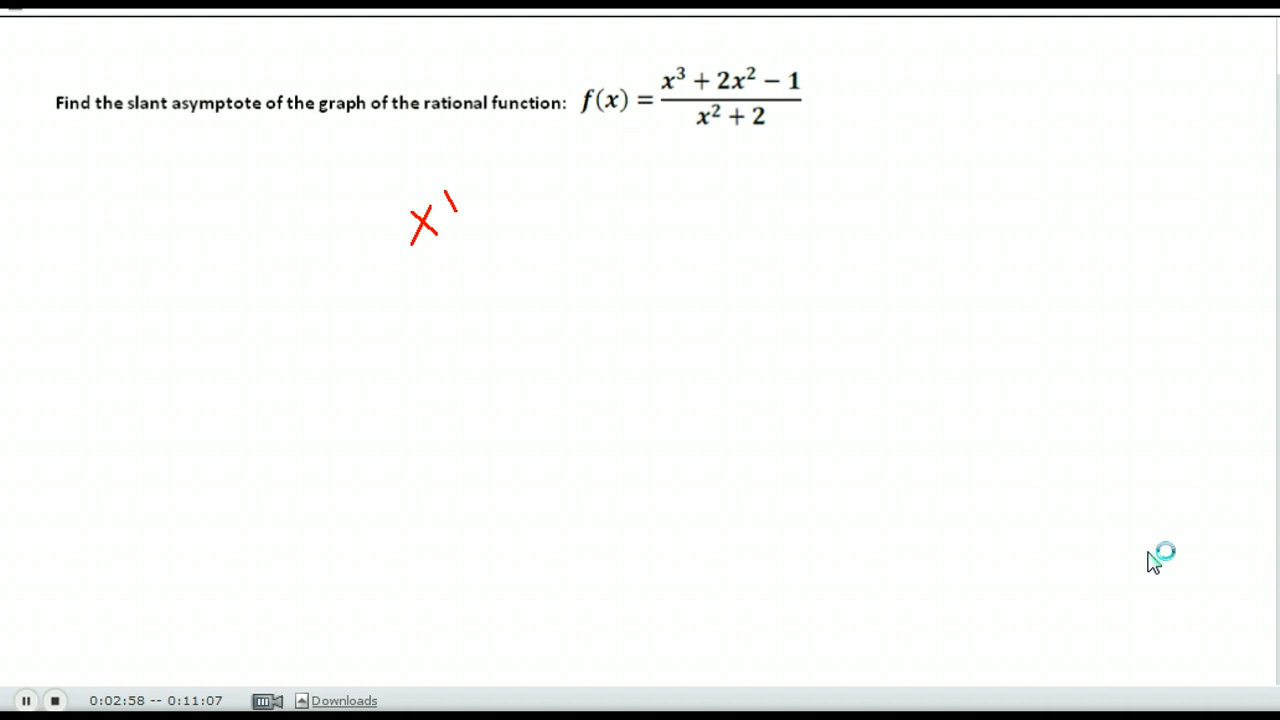 Find the slant asymptote of the graph of the rational function: f(x) = (x³ + 2x² − 1) / (x² + 2)
x
0:02:58 -- 0:11:07 Downloads